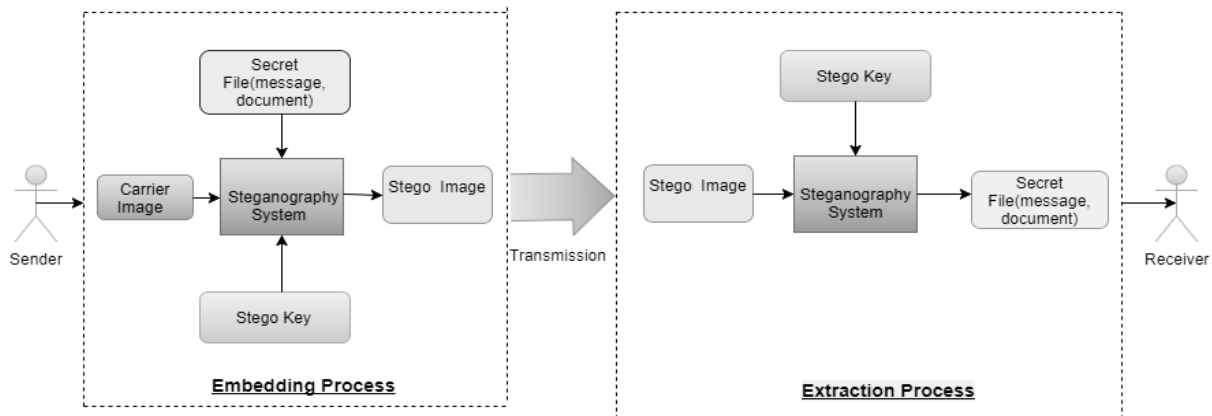 Secret
File(message,
document)
Carrier
Image
Steganography
System
Stego Image
Stego Key
Sender
Embedding Process
Transmission
Stego Key
Stego Image
Steganography
System
Secret
File(message,
document)
Receiver
Extraction Process